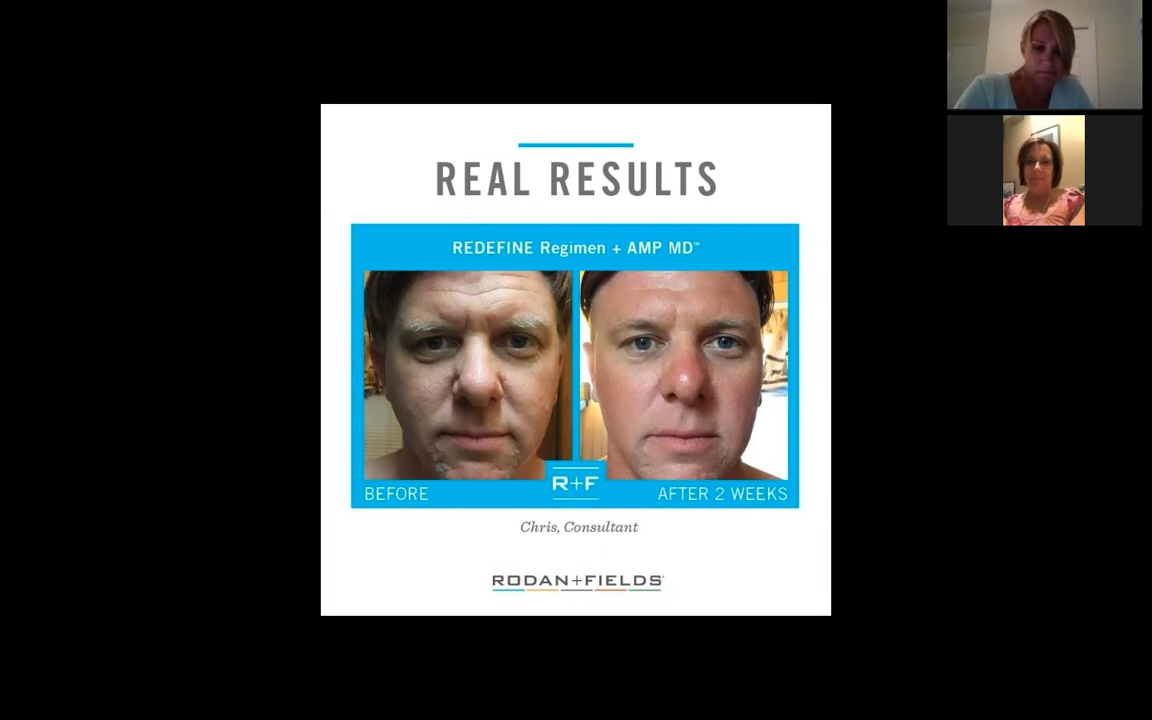 REAL RESULTS
REDEFINE Regimen + AMP MD™
BEFORE
R+F
AFTER 2 WEEKS
Chris, Consultant
RODAN+FIELDS®